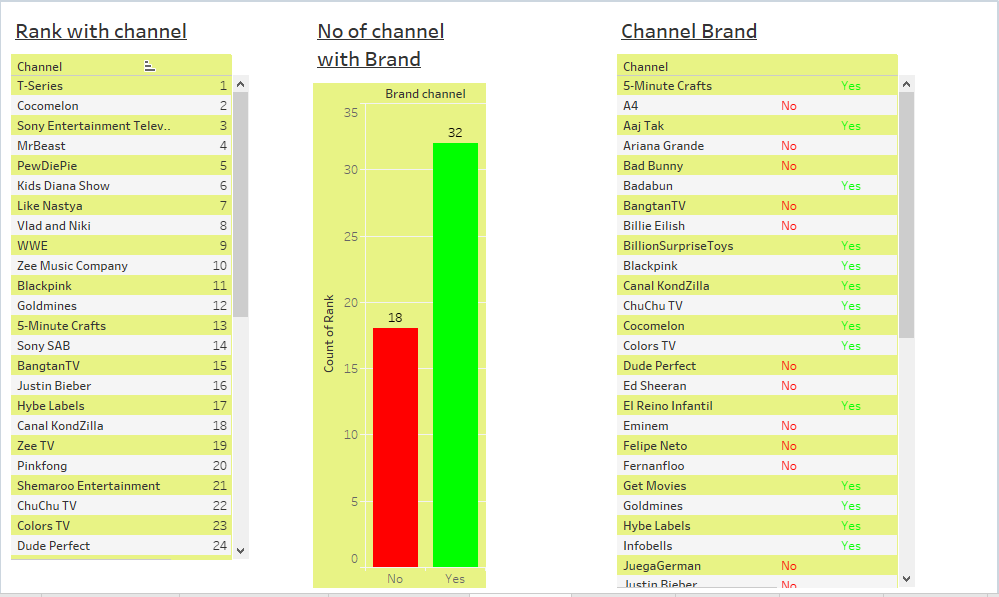 Rank with channel
Channel
T-Series 1
Cocomelon 2
Sony Entertainment Telev.. 3
MrBeast 4
PewDiePie 5
Kids Diana Show 6
Like Nastya 7
Vlad and Niki 8
WWE 9
Zee Music Company 10
Blackpink 11
Goldmines 12
5-Minute Crafts 13
Sony SAB 14
BangtanTV 15
Justin Bieber 16
Hybe Labels 17
Canal KondZilla 18
Zee TV 19
Pinkfong 20
Shemaroo Entertainment 21
ChuChu TV 22
Colors TV 23
Dude Perfect 24
No of channel
with Brand
Brand channel
Count of Rank
35
30
25
20
15
10
5
0
18
32
No Yes
Channel Brand
Channel
5-Minute Crafts Yes
A4 No
Aaj Tak Yes
Ariana Grande No
Bad Bunny No
Badabun Yes
BangtanTV No
Billie Eilish No
BillionSurpriseToys Yes
Blackpink Yes
Canal KondZilla Yes
ChuChu TV Yes
Cocomelon Yes
Colors TV Yes
Dude Perfect No
Ed Sheeran No
El Reino Infantil Yes
Eminem No
Felipe Neto No
Fernanfloo No
Get Movies Yes
Goldmines Yes
Hybe Labels Yes
Infobells Yes
JuegaGerman No
Justin Bieber No